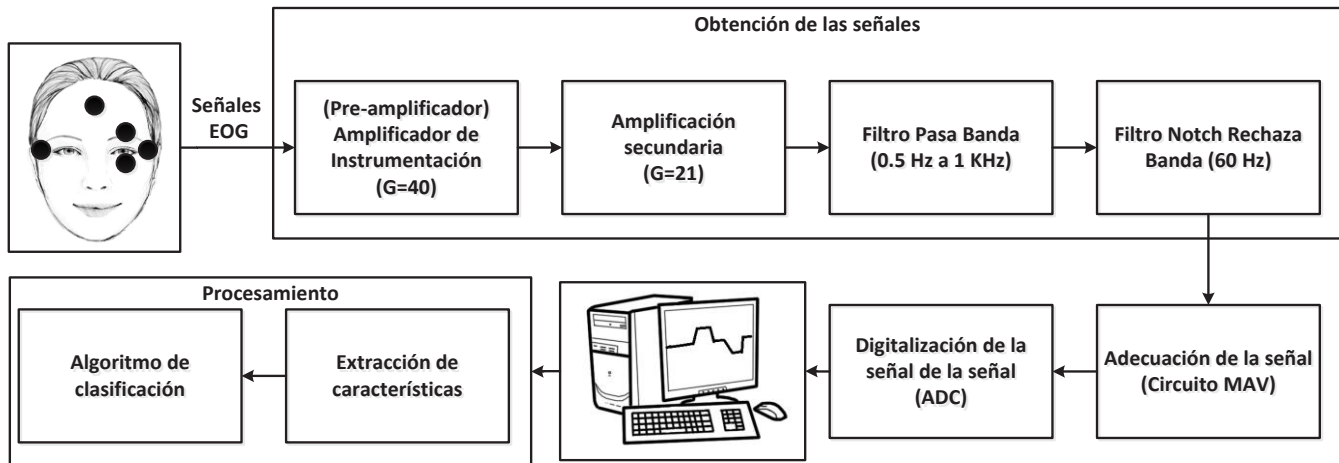 Obtención de las señales
Señales
EOG
(Pre-amplificador)
Amplificador de
Instrumentación
(G=40)
Amplificación
secundaria
(G=21)
Filtro Pasa Banda
(0.5 Hz a 1 KHz)
Filtro Notch Rechaza
Banda (60 Hz)
Adecuación de la señal
(Circuito MAV)
Digitalización de la
señal de la señal
(ADC)
Procesamiento
Extracción de
características
Algoritmo de
clasificación